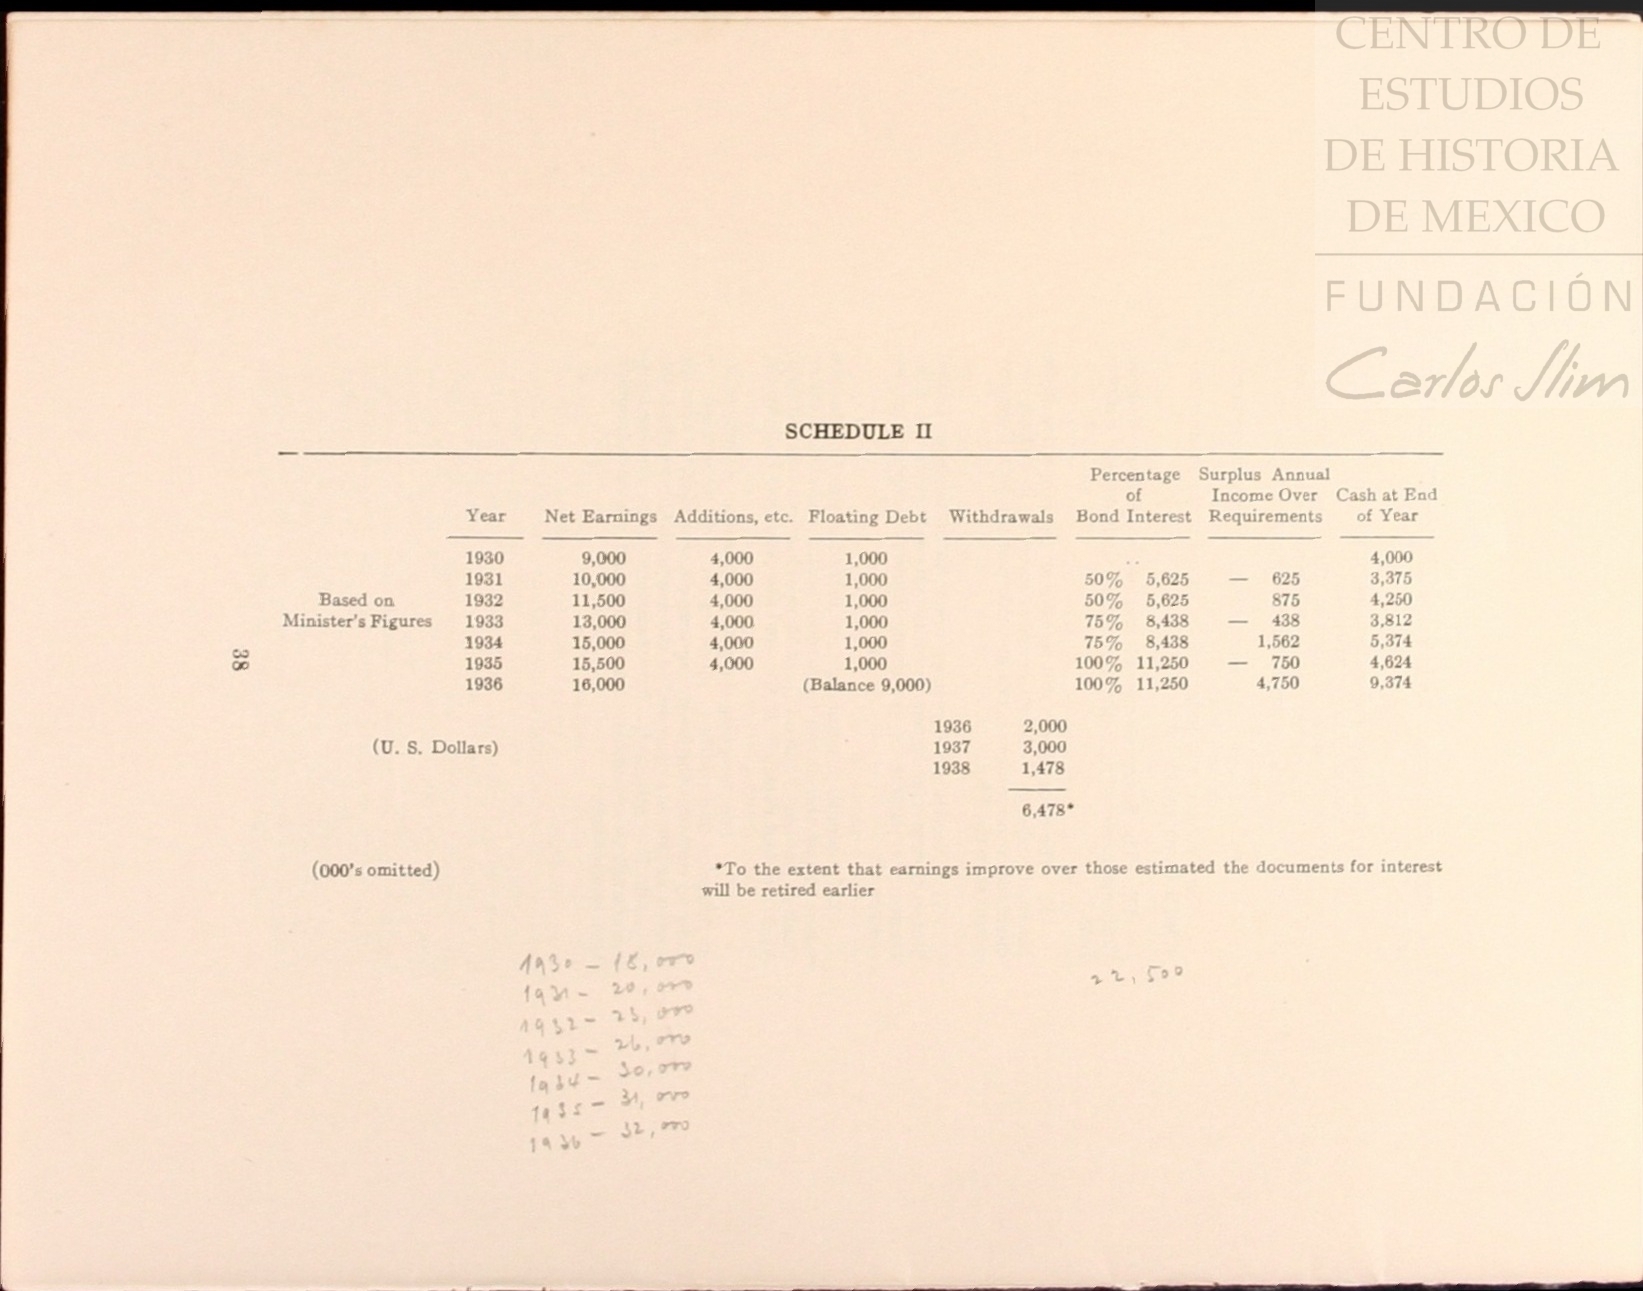 CENTRO DE
ESTUDIOS
DE HISTORIA
DE MEXICO
FUNDACIÓN
Carlos Slim
SCHEDULE II
Year Net Earnings Additions, etc. Floating Debt Withdrawals Percentage of Bond Interest Surplus Annual Income Over Requirements Cash at End of Year
1930 9,000 4,000 1,000 .. 4,000
1931 10,000 4,000 1,000 50% 5,625 — 625 3,375
Based on 1932 11,500 4,000 1,000 50% 5,625 875 4,250
Minister's Figures 1933 13,000 4,000 1,000 75% 8,438 — 438 3,812
1934 15,000 4,000 1,000 75% 8,438 1,562 5,374
1935 15,500 4,000 1,000 100% 11,250 — 750 4,624
1936 16,000 (Balance 9,000) 100% 11,250 4,750 9,374
1936 2,000
(U. S. Dollars) 1937 3,000
1938 1,478
6,478*
(000's omitted) *To the extent that earnings improve over those estimated the documents for interest
will be retired earlier
38
1930 – 18,000
22,500
1931 – 20,000
1932 – 23,000
1933 – 26,000
1934 – 30,000
1935 – 31,000
1936 – 32,000